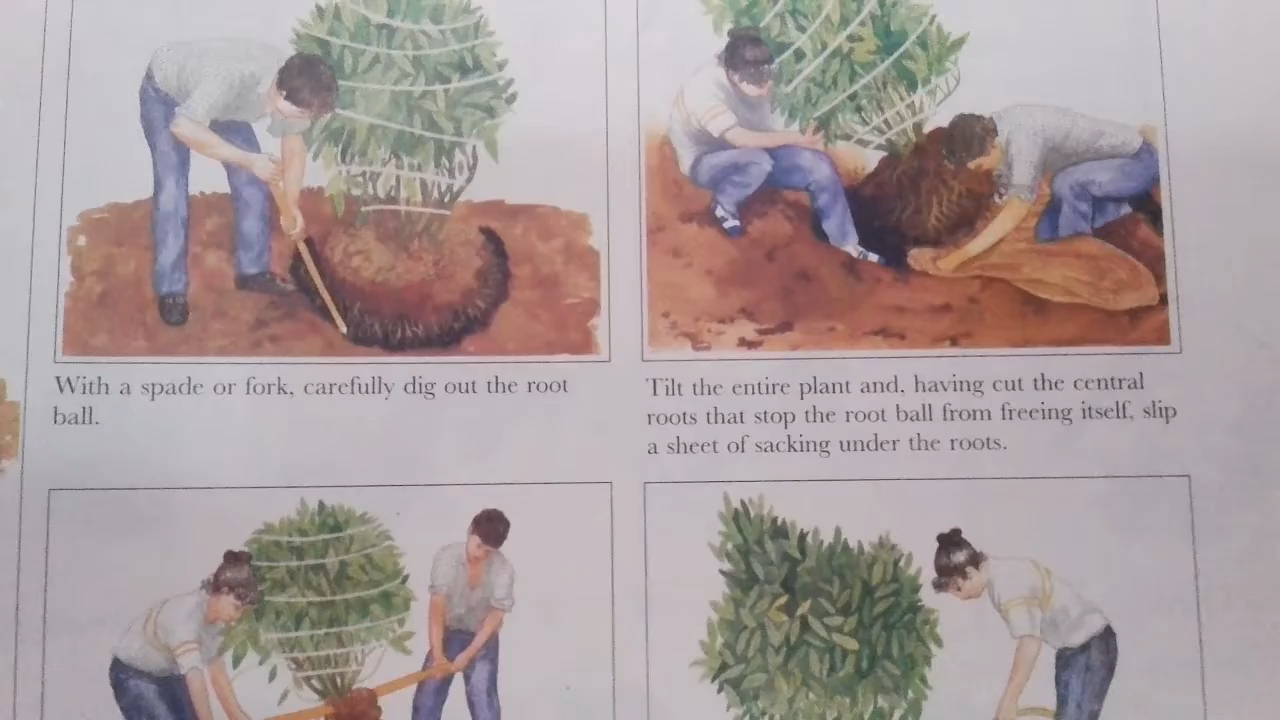 With a spade or fork, carefully dig out the root
ball.
Tilt the entire plant and, having cut the central
roots that stop the root ball from freeing itself, slip
a sheet of sacking under the roots.